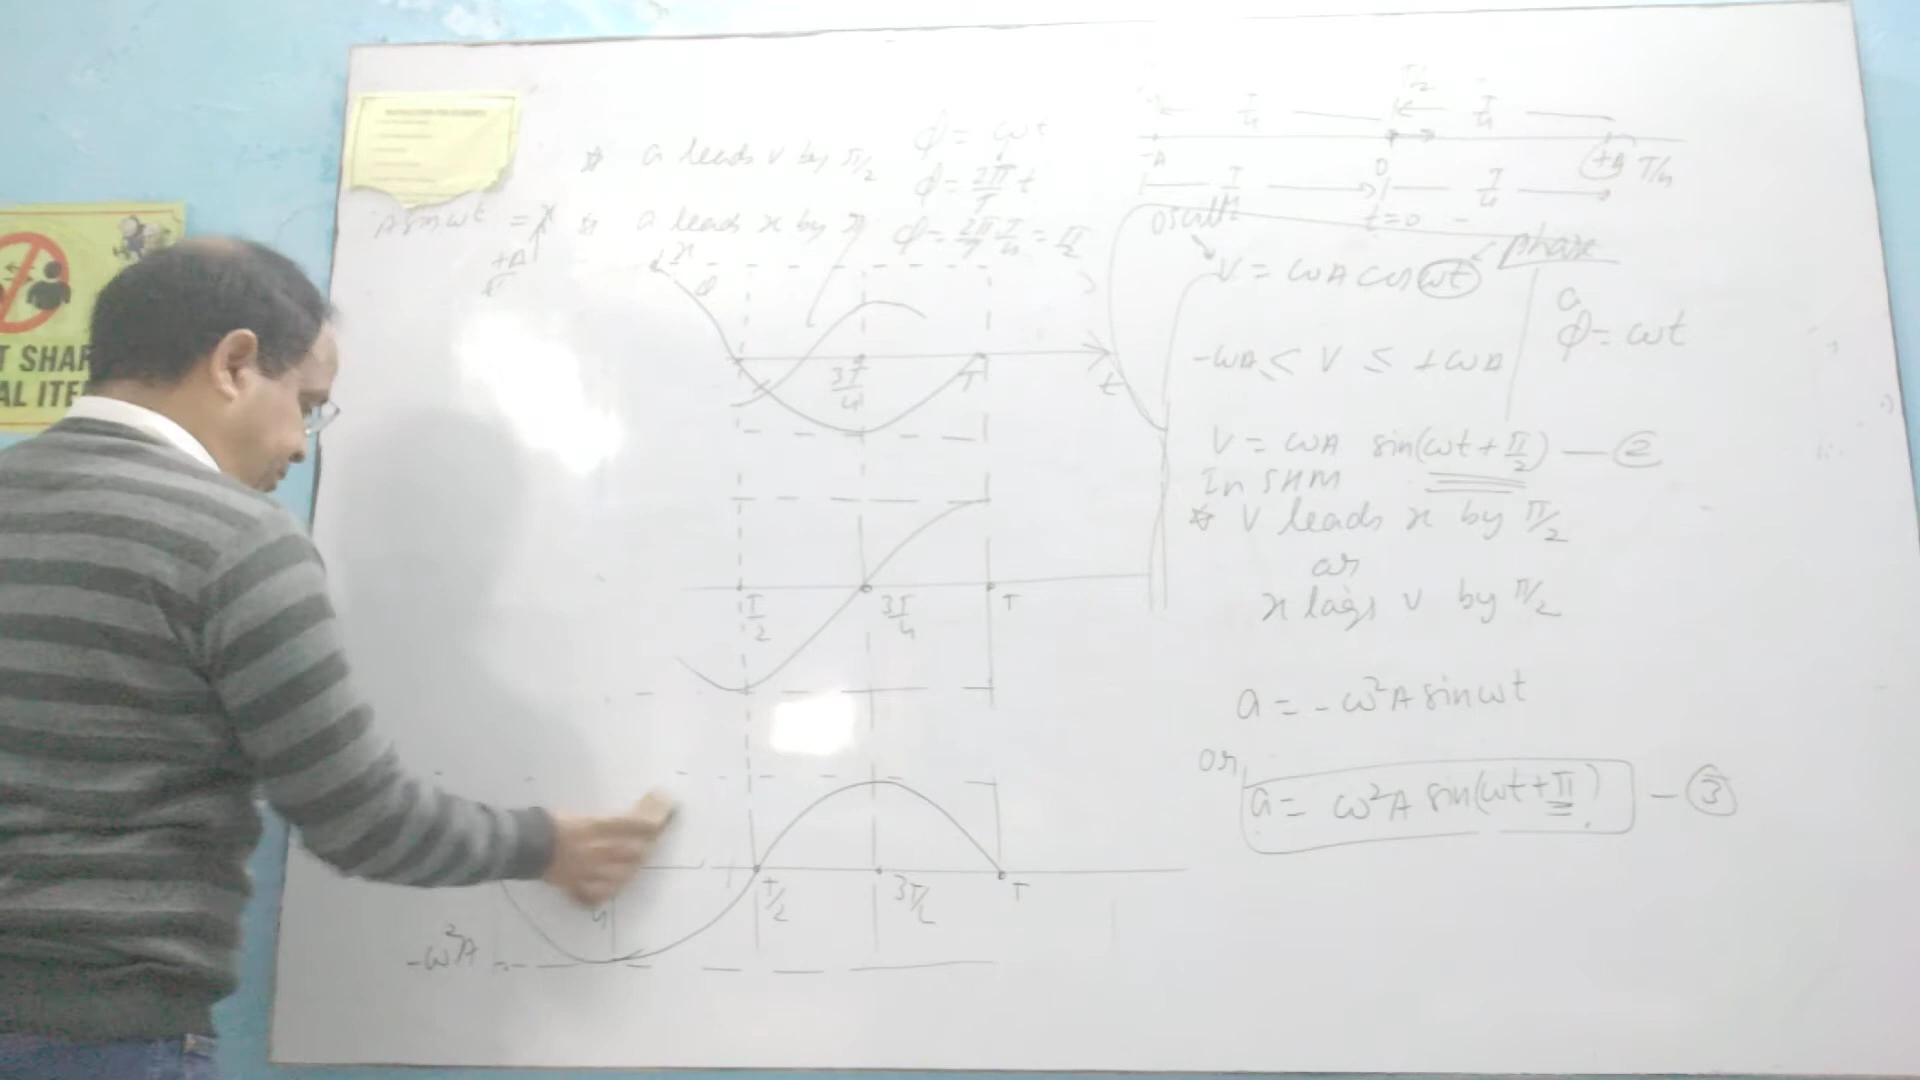 T SHAR
AL ITE
A sin ωt = x
+A
☆ a leads v by π/2
☆ a leads x by π
ϕ = ωt
ϕ = 2π/T t
ϕ = 2π/T · T/4 = π/2
T/2
T/4
T/4
-A
O
+A T/4
T/4
T/4
t=0
v = ωA cos ωt
phase
ϕ = ωt
-ωA ≤ v ≤ +ωA
v = ωA sin(ωt + π/2) — ②
In SHM
☆ v leads x by π/2
or
x lags v by π/2
a = -ω²A sin ωt
or
a = ω²A sin(ωt + π) — ③
x
3T/4
T
t
T/2
3T/4
T
T/2
T
-ω²A